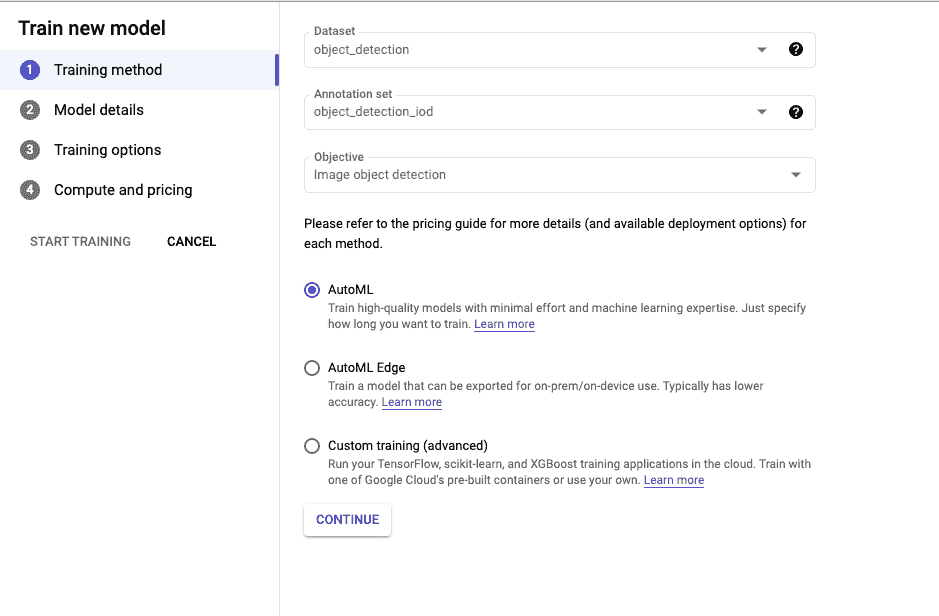 Train new model
1 Training method
2 Model details
3 Training options
4 Compute and pricing
START TRAINING CANCEL
Dataset
object_detection
?
Annotation set
object_detection_iod
?
Objective
Image object detection
Please refer to the pricing guide for more details (and available deployment options) for
each method.
AutoML
Train high-quality models with minimal effort and machine learning expertise. Just specify
how long you want to train. Learn more
AutoML Edge
Train a model that can be exported for on-prem/on-device use. Typically has lower
accuracy. Learn more
Custom training (advanced)
Run your TensorFlow, scikit-learn, and XGBoost training applications in the cloud. Train with
one of Google Cloud's pre-built containers or use your own. Learn more
CONTINUE